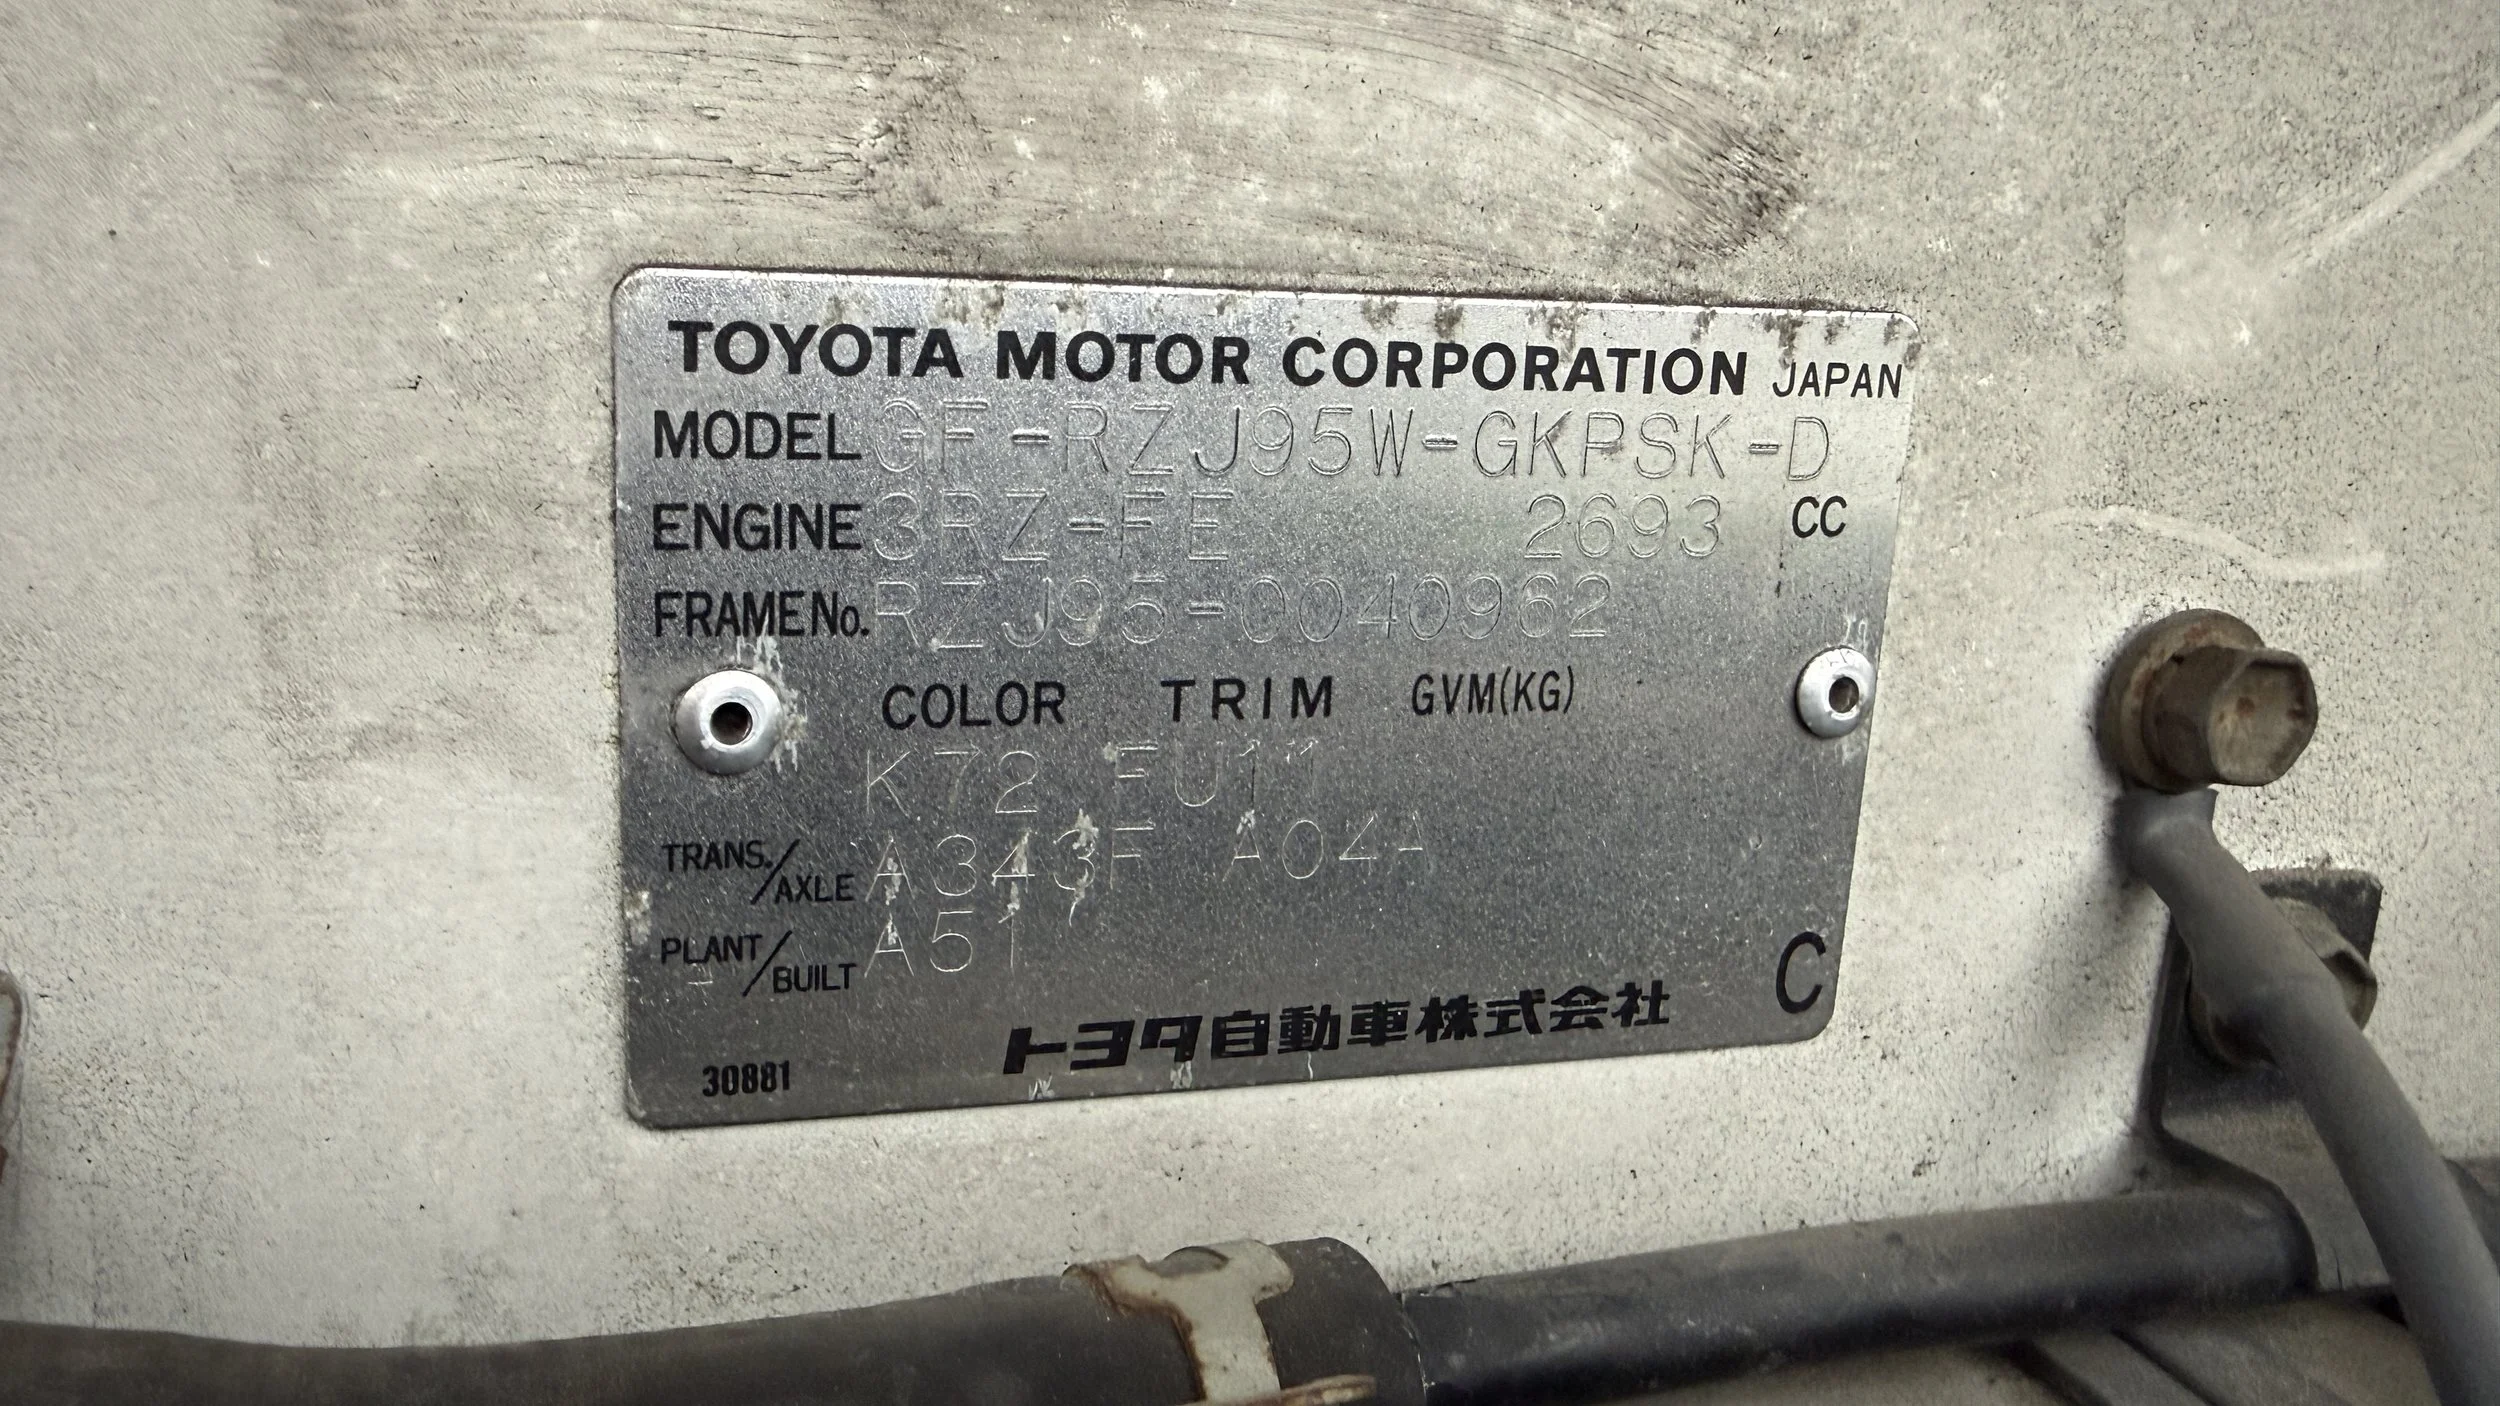 TOYOTA MOTOR CORPORATION JAPAN
MODEL GF-RZJ95W-GKPSK-D
ENGINE 3RZ-FE 2693 CC
FRAME No. RZJ95-0040962
COLOR TRIM GVM(KG)
K72 FU11
TRANS./AXLE A343F A04A
PLANT/BUILT A51
C
トヨタ自動車株式会社
30881